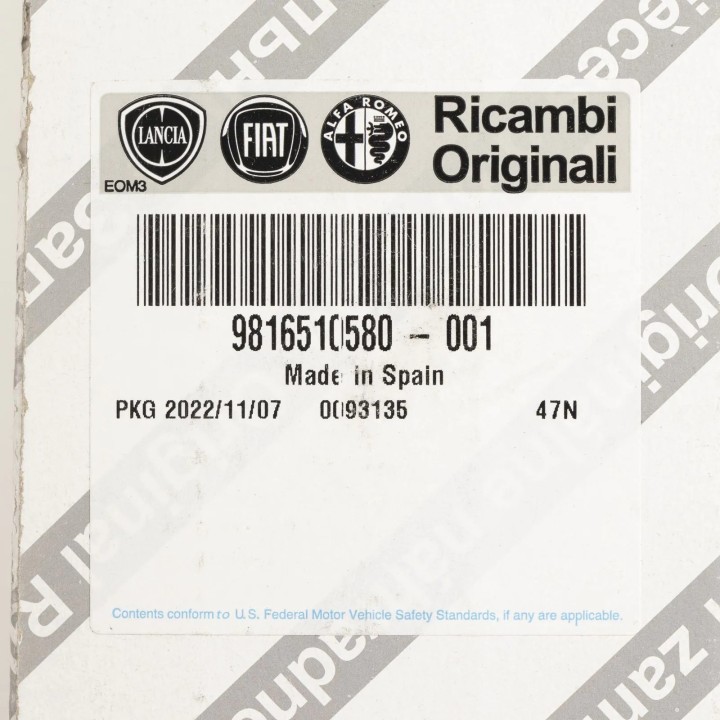 LANCIA FIAT ALFA ROMEO Ricambi
Originali
EOM3
9816510580 - 001
Made in Spain
PKG 2022/11/07 0093135 47N
Contents conform to U.S. Federal Motor Vehicle Safety Standards, if any are applicable.